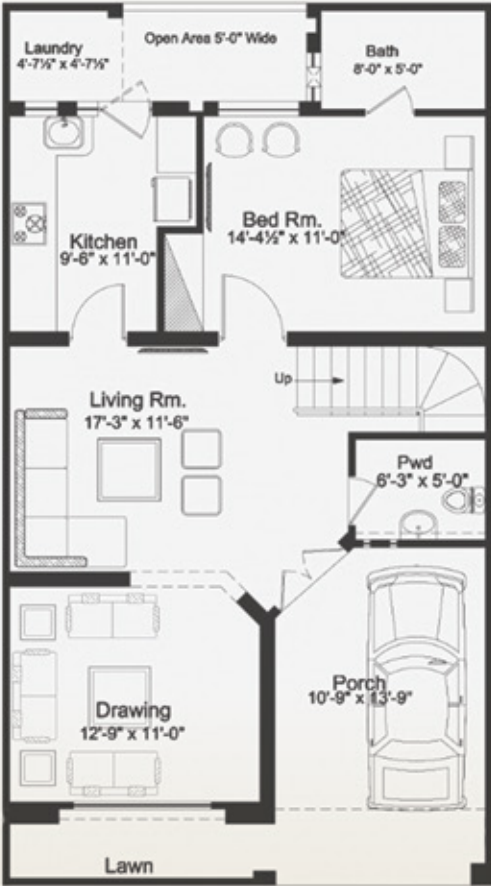 Laundry
4'-7½" x 4'-7½"
Open Area 5'-0" Wide
Bath
8'-0" x 5'-0"
Kitchen
9'-6" x 11'-0"
Bed Rm.
14'-4½" x 11'-0"
Living Rm.
17'-3" x 11'-6"
Up
Pwd
6'-3" x 5'-0"
Drawing
12'-9" x 11'-0"
Porch
10'-9" x 13'-9"
Lawn